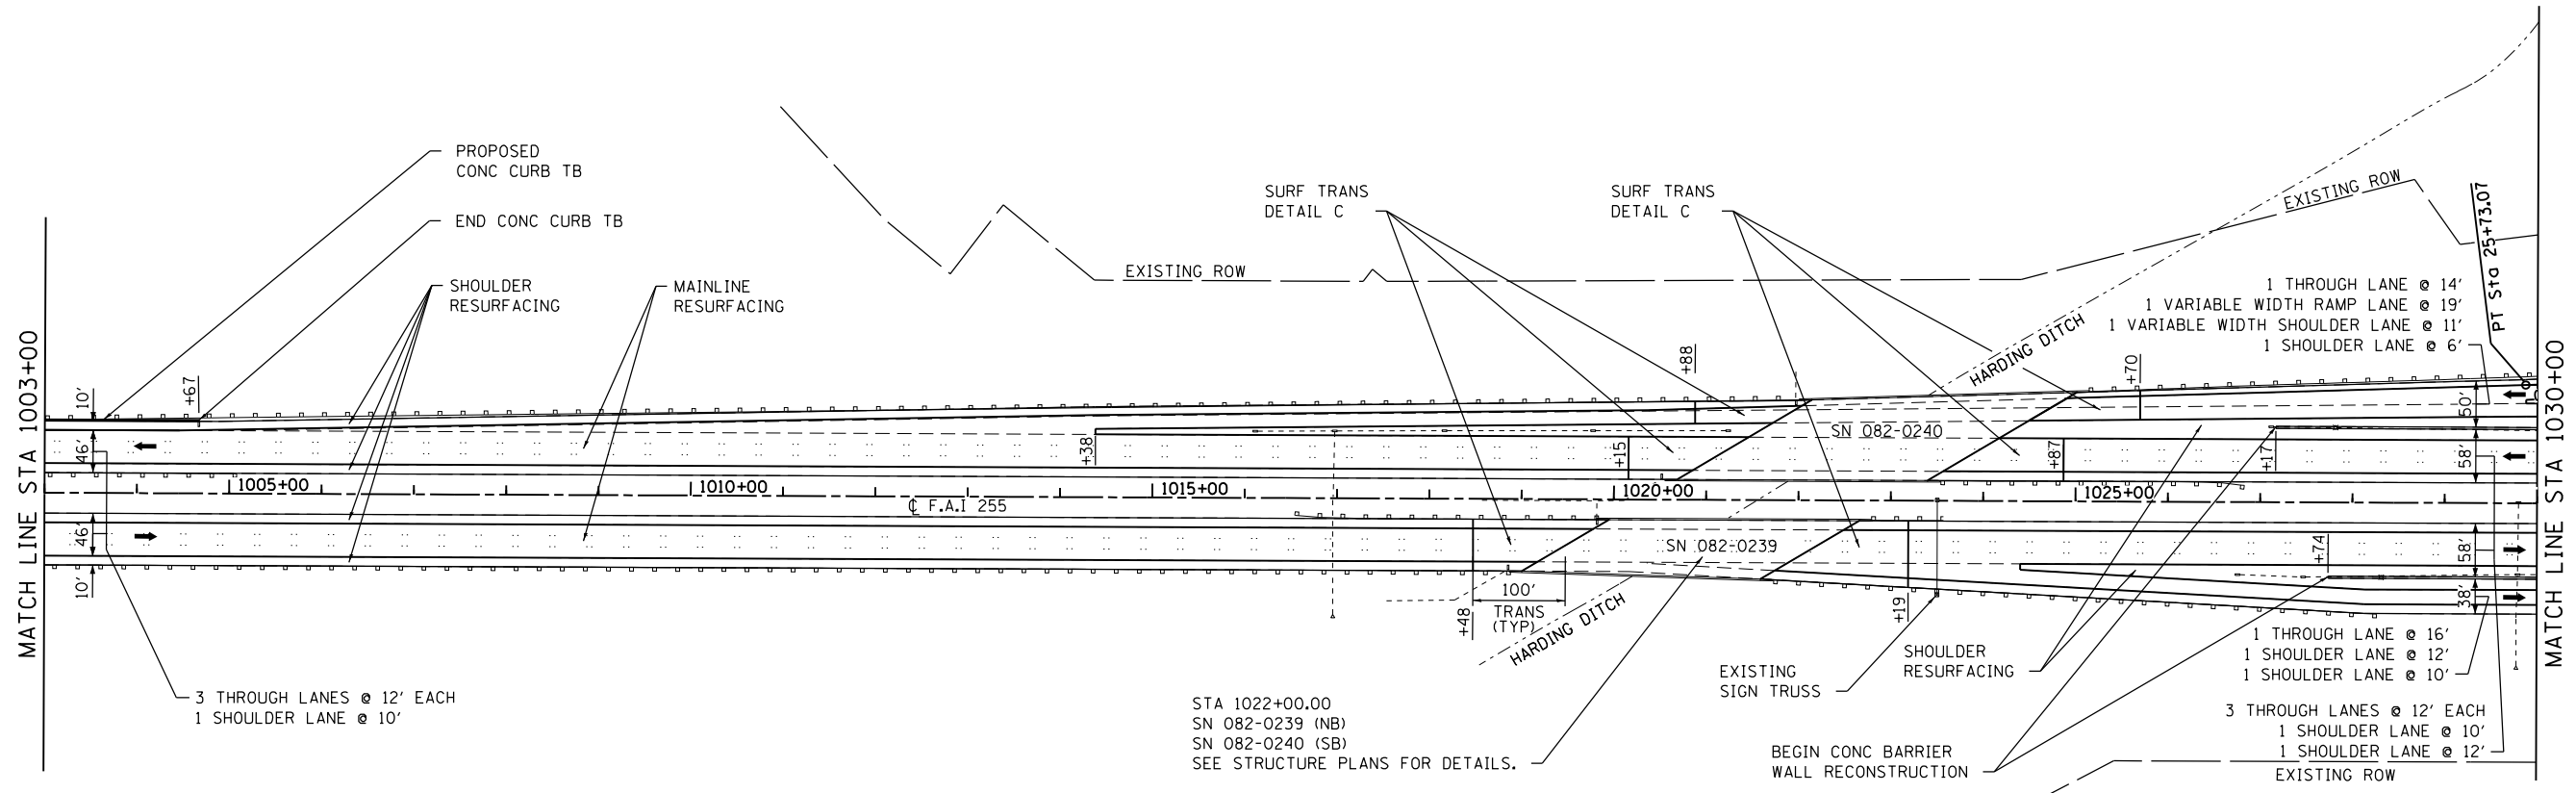 PROPOSED
CONC CURB TB
END CONC CURB TB
SHOULDER
RESURFACING
MAINLINE
RESURFACING
EXISTING ROW
SURF TRANS
DETAIL C
SURF TRANS
DETAIL C
EXISTING ROW
PT Sta 25+73.07
HARDING DITCH
1 THROUGH LANE @ 14'
1 VARIABLE WIDTH RAMP LANE @ 19'
1 VARIABLE WIDTH SHOULDER LANE @ 11'
1 SHOULDER LANE @ 6'
MATCH LINE STA 1003+00
10'
+67
46'
46'
10'
+38
+88
+15
SN 082-0240
+87
+70
+17
50'
58'
58'
38'
MATCH LINE STA 1030+00
1005+00
1010+00
1015+00
1020+00
1025+00
℄ F.A.I 255
SN 082-0239
+74
100'
TRANS
(TYP)
+48
+19
HARDING DITCH
3 THROUGH LANES @ 12' EACH
1 SHOULDER LANE @ 10'
STA 1022+00.00
SN 082-0239 (NB)
SN 082-0240 (SB)
SEE STRUCTURE PLANS FOR DETAILS.
EXISTING
SIGN TRUSS
SHOULDER
RESURFACING
BEGIN CONC BARRIER
WALL RECONSTRUCTION
1 THROUGH LANE @ 16'
1 SHOULDER LANE @ 12'
1 SHOULDER LANE @ 10'
3 THROUGH LANES @ 12' EACH
1 SHOULDER LANE @ 10'
1 SHOULDER LANE @ 12'
EXISTING ROW